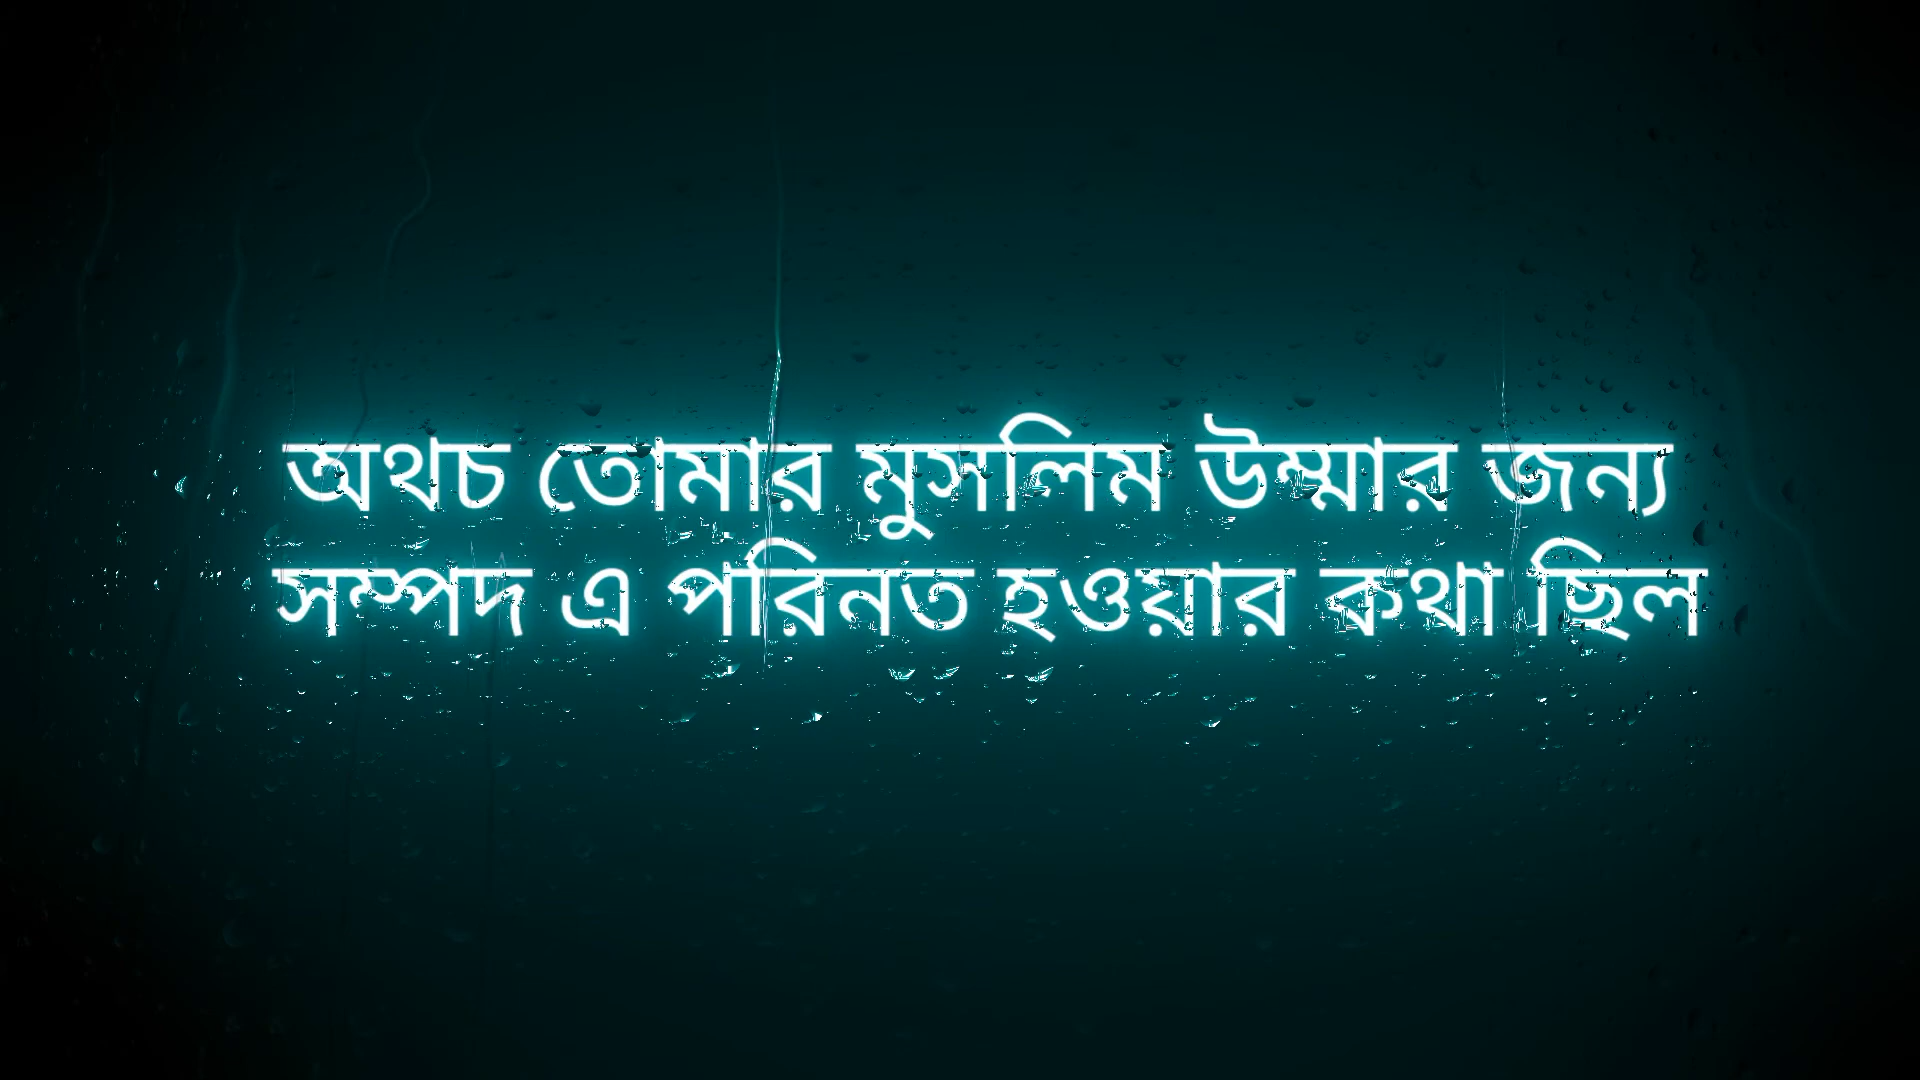 অথচ তোমার মুসলিম উম্মার জন্য
সম্পদ এ পরিনত হওয়ার কথা ছিল